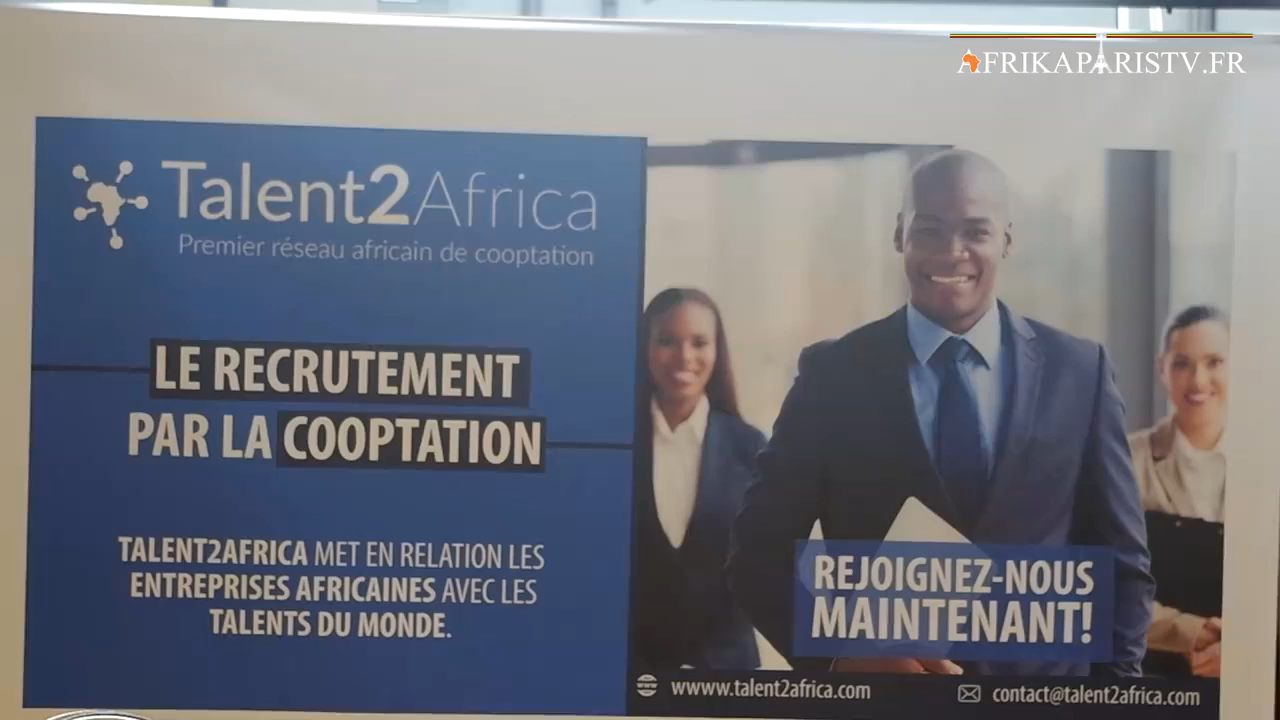 AFRIKAPARISTV.FR
Talent2Africa
Premier réseau africain de cooptation
LE RECRUTEMENT
PAR LA COOPTATION
TALENT2AFRICA MET EN RELATION LES
ENTREPRISES AFRICAINES AVEC LES
TALENTS DU MONDE.
REJOIGNEZ-NOUS
MAINTENANT!
www wwww.talent2africa.com
contact@talent2africa.com